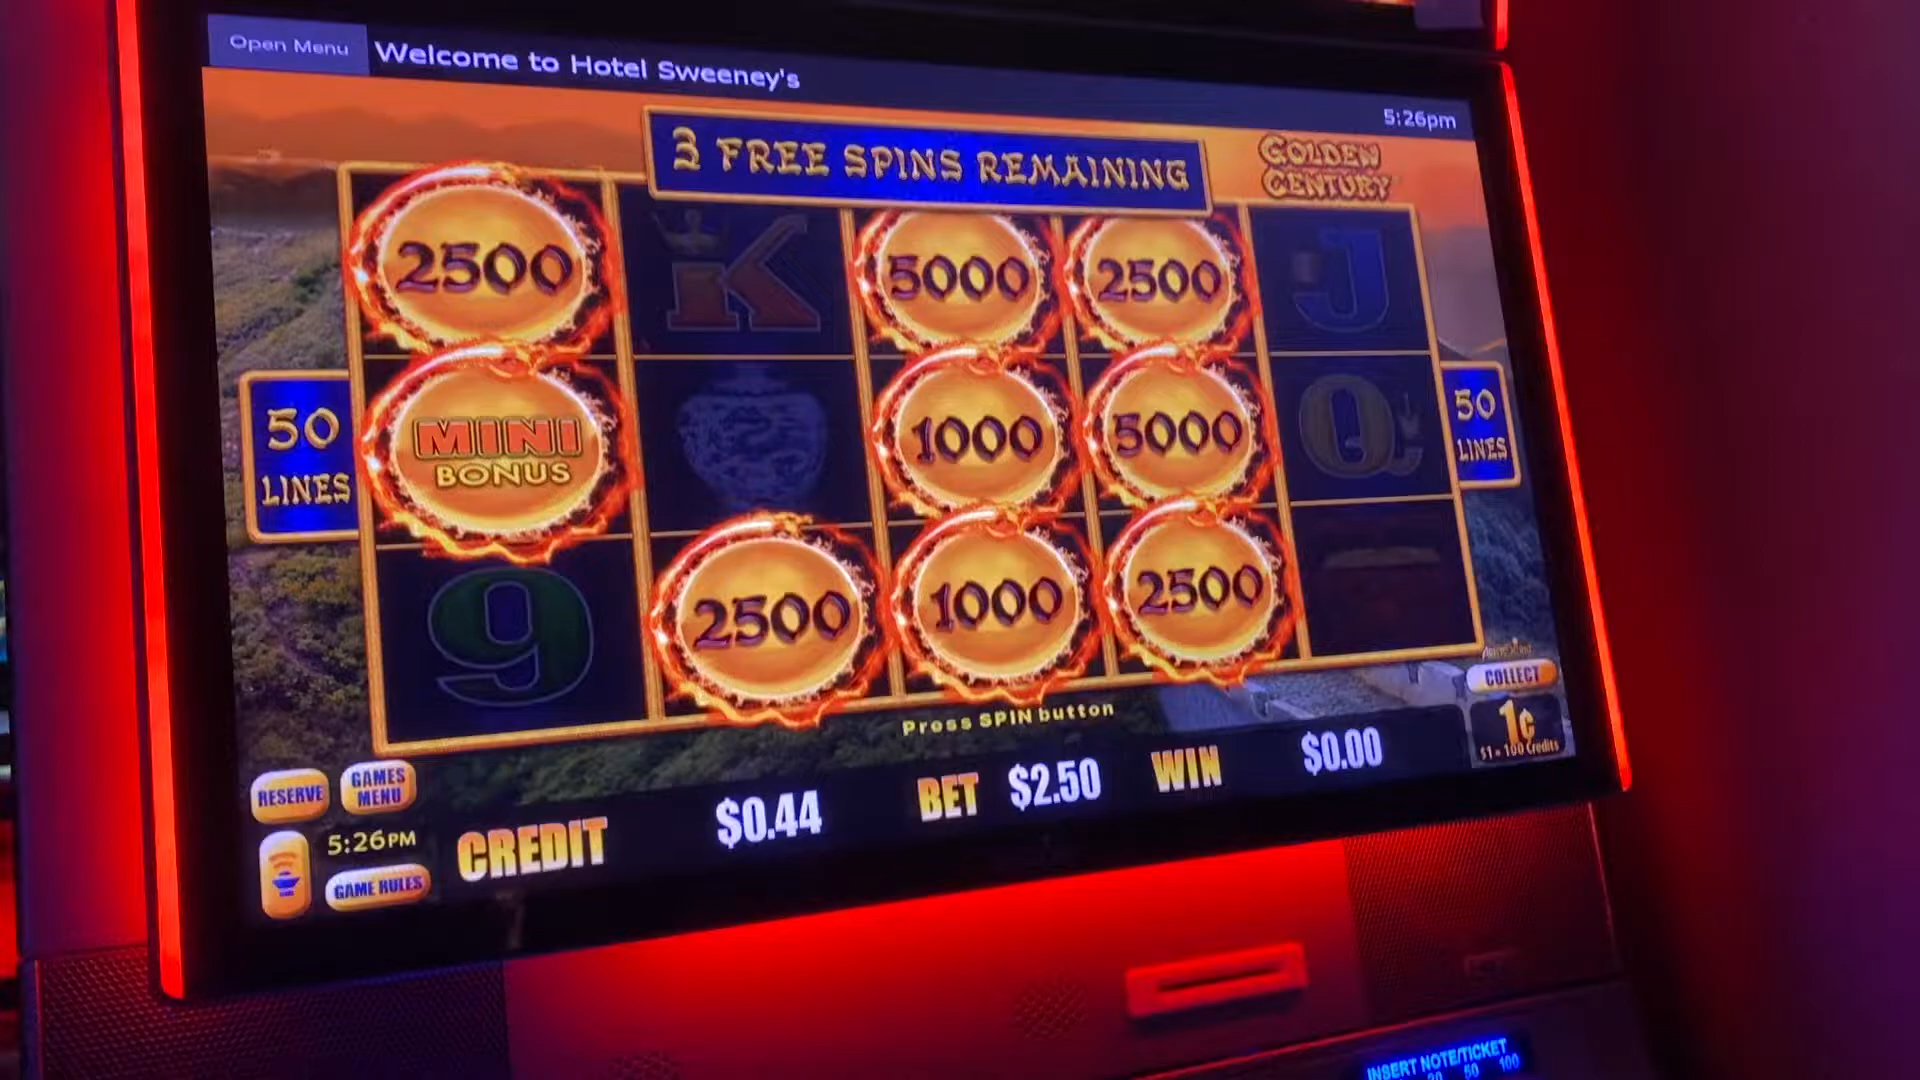 Open Menu
Welcome to Hotel Sweeney's
5:26pm
3 FREE SPINS REMAINING
GOLDEN
CENTURY
2500
K
5000
2500
J
50
LINES
MINI
BONUS
1000
5000
Q
50
LINES
9
2500
1000
2500
Press SPIN button
COLLECT
1¢
$1 = 100 Credits
RESERVE
GAMES
MENU
5:26PM
GAME RULES
CREDIT $0.44 BET $2.50 WIN $0.00
INSERT NOTE/TICKET
20 50 100